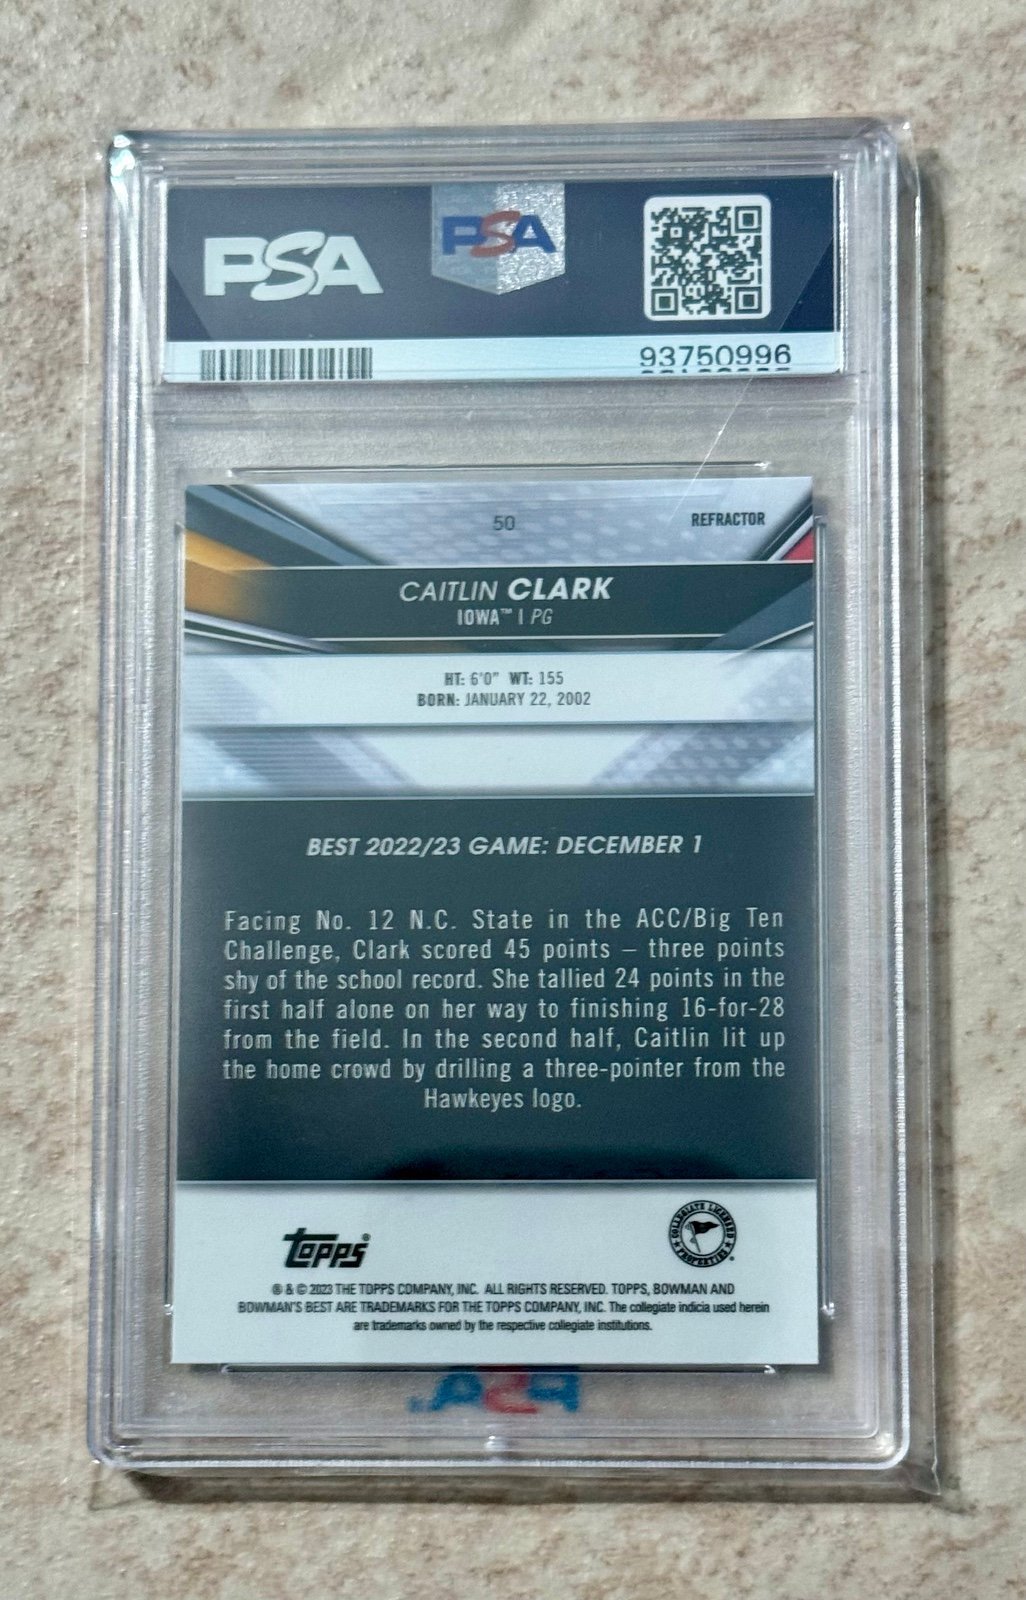 PSA
PSA
93750996
50
REFRACTOR
CAITLIN CLARK
IOWA™ | PG
HT: 6'0" WT: 155
BORN: JANUARY 22, 2002
BEST 2022/23 GAME: DECEMBER 1
Facing No. 12 N.C. State in the ACC/Big Ten
Challenge, Clark scored 45 points – three points
shy of the school record. She tallied 24 points in the
first half alone on her way to finishing 16-for-28
from the field. In the second half, Caitlin lit up
the home crowd by drilling a three-pointer from the
Hawkeyes logo.
topps®
COLLEGIATE LICENSED PROPERTIES
® & © 2023 THE TOPPS COMPANY, INC. ALL RIGHTS RESERVED. TOPPS, BOWMAN AND
BOWMAN'S BEST ARE TRADEMARKS FOR THE TOPPS COMPANY, INC. The collegiate indicia used herein
are trademarks owned by the respective collegiate institutions.
PSA